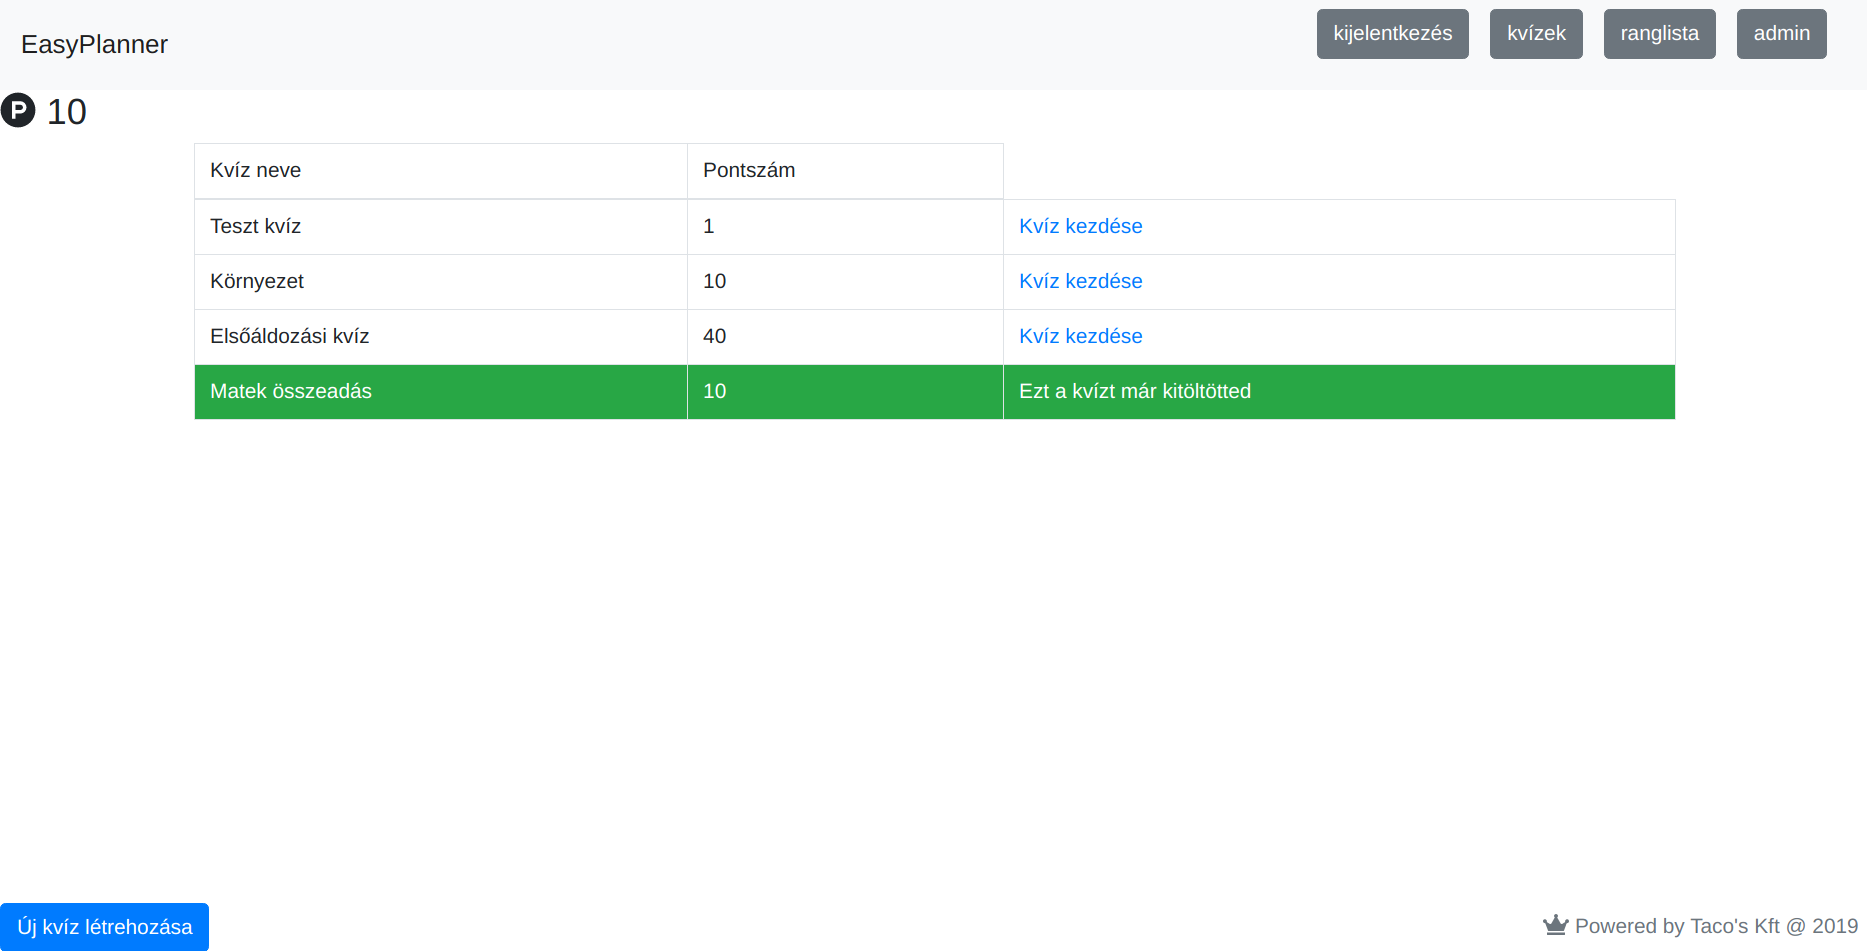 EasyPlanner
kijelentkezés kvízek ranglista admin
P 10
Kvíz neve Pontszám
Teszt kvíz 1 Kvíz kezdése
Környezet 10 Kvíz kezdése
Elsőáldozási kvíz 40 Kvíz kezdése
Matek összeadás 10 Ezt a kvízt már kitöltötted
Új kvíz létrehozása
Powered by Taco's Kft @ 2019